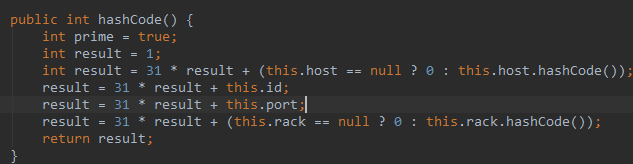 public int hashCode() {
int prime = true;
int result = 1;
int result = 31 * result + (this.host == null ? 0 : this.host.hashCode());
result = 31 * result + this.id;
result = 31 * result + this.port;
result = 31 * result + (this.rack == null ? 0 : this.rack.hashCode());
return result;
}